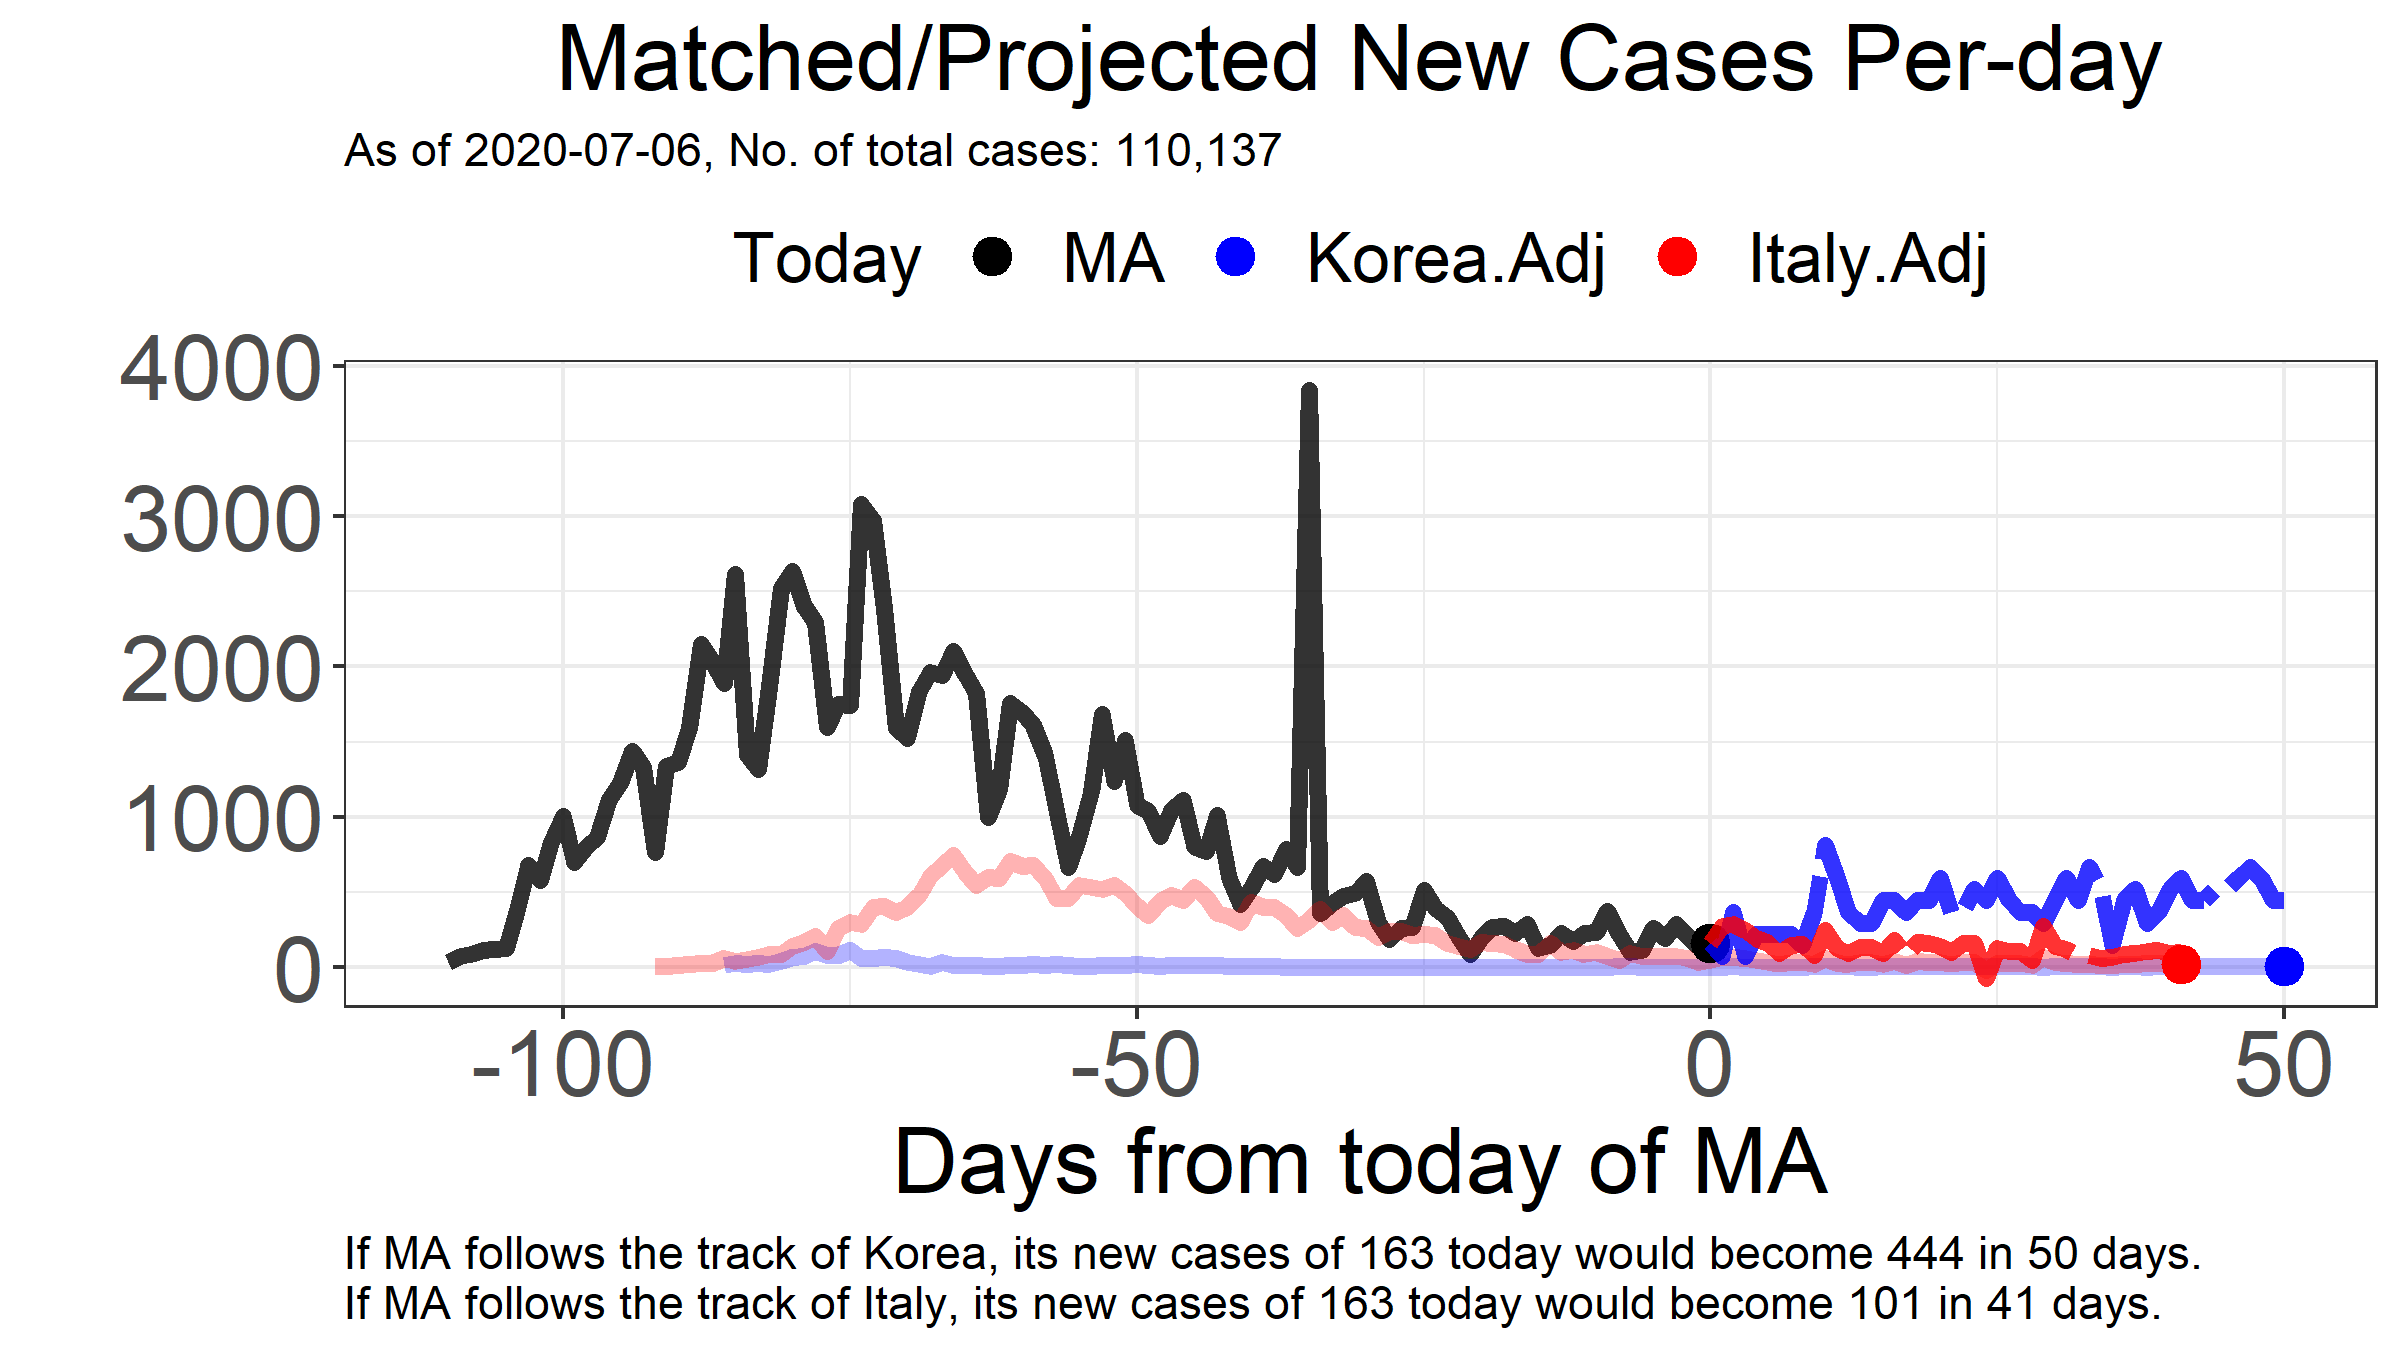 Matched/Projected New Cases Per-day
As of 2020-07-06, No. of total cases: 110,137
Today MA Korea.Adj Italy.Adj
4000
3000
2000
1000
0
-100 -50 0 50
Days from today of MA
If MA follows the track of Korea, its new cases of 163 today would become 444 in 50 days.
If MA follows the track of Italy, its new cases of 163 today would become 101 in 41 days.